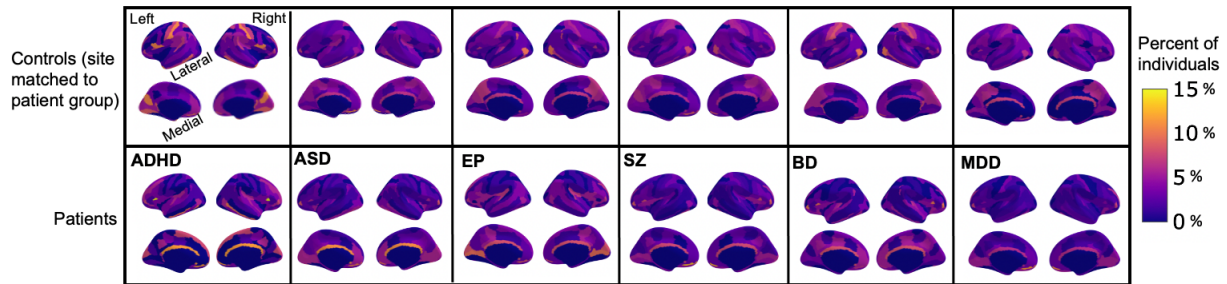 Left
Right
Lateral
Medial
Controls (site
matched to
patient group)
Percent of
individuals
15 %
10 %
5 %
0 %
ADHD
ASD
EP
SZ
BD
MDD
Patients